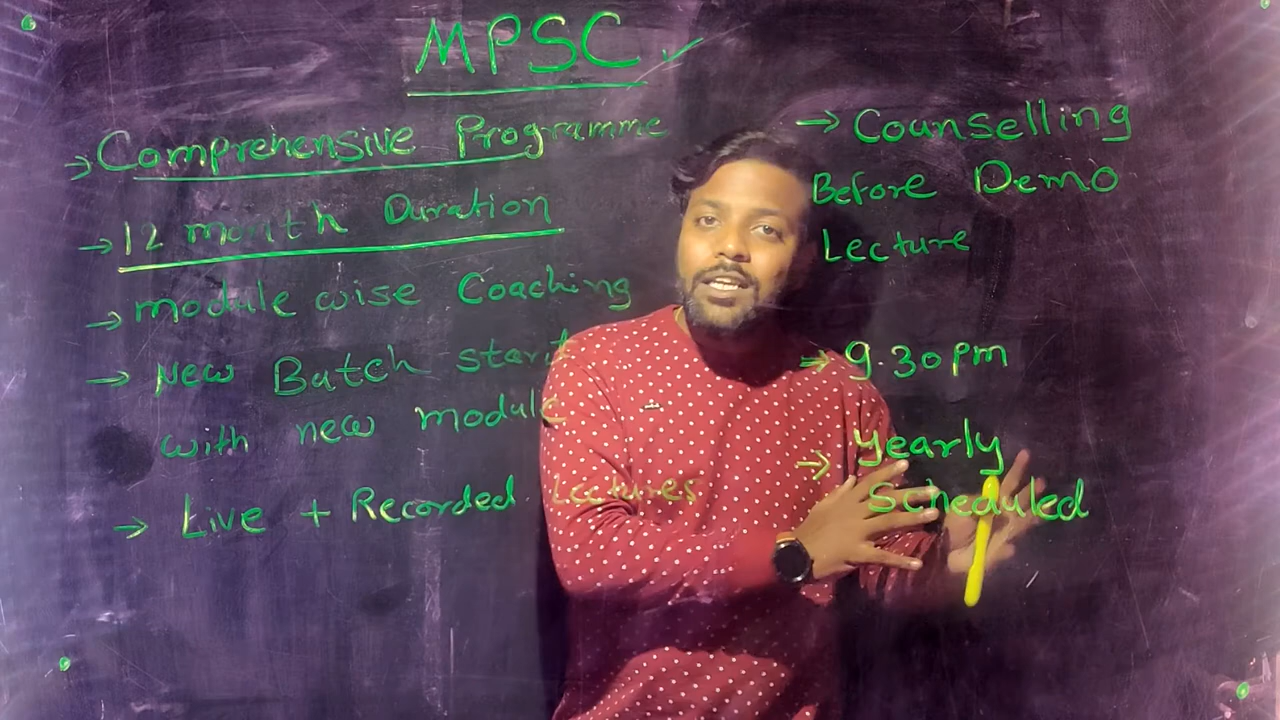 MPSC ✓
→ Comprehensive Programme
→ 12 month Duration
→ module wise Coaching
→ New Batch start
with new module
→ Live + Recorded Lectures
→ Counselling
Before Demo
Lecture
→ 9.30 pm
→ Yearly
Scheduled